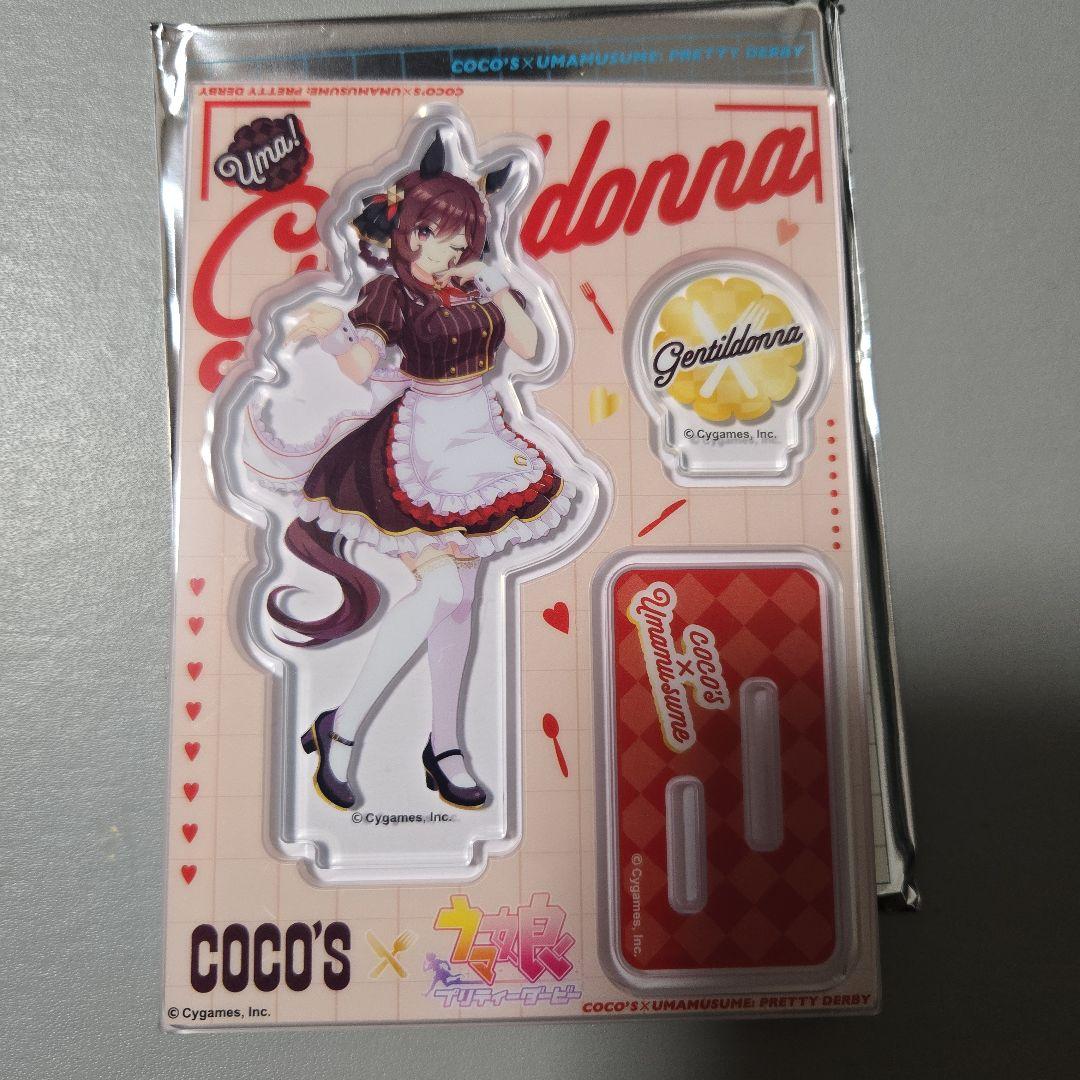 COCO'S×UMAMUSUME: PRETTY DERBY
COCO'S×UMAMUSUME: PRETTY DERBY
Uma!
Gentildonna
Gentildonna
© Cygames, Inc.
COCO'S
×
Umamusume
© Cygames, Inc.
© Cygames, Inc.
COCO'S × ウマ娘
プリティーダービー
COCO'S×UMAMUSUME: PRETTY DERBY
© Cygames, Inc.